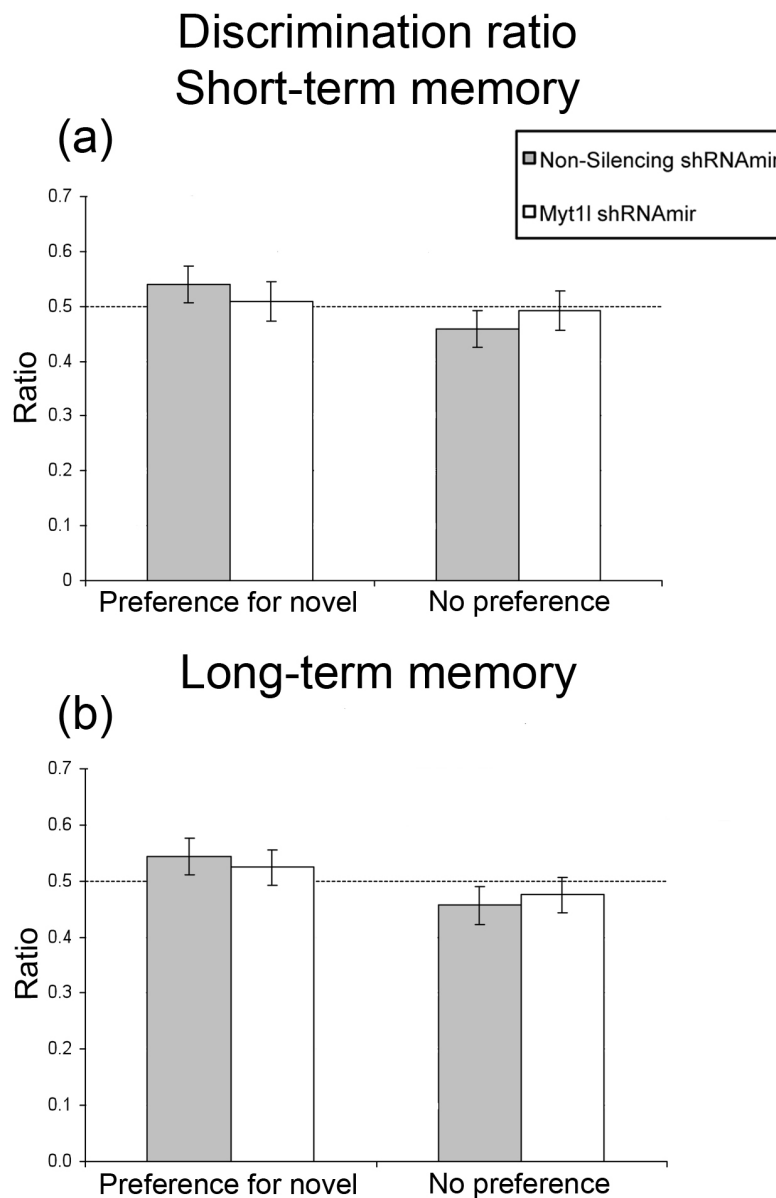 Discrimination ratio
Short-term memory
(a)
Non-Silencing shRNAmir
Myt1l shRNAmir
0.7
0.6
0.5
0.4
0.3
0.2
0.1
0
Ratio
Preference for novel
No preference
Long-term memory
(b)
0.7
0.6
0.5
0.4
0.3
0.2
0.1
0.0
Ratio
Preference for novel
No preference